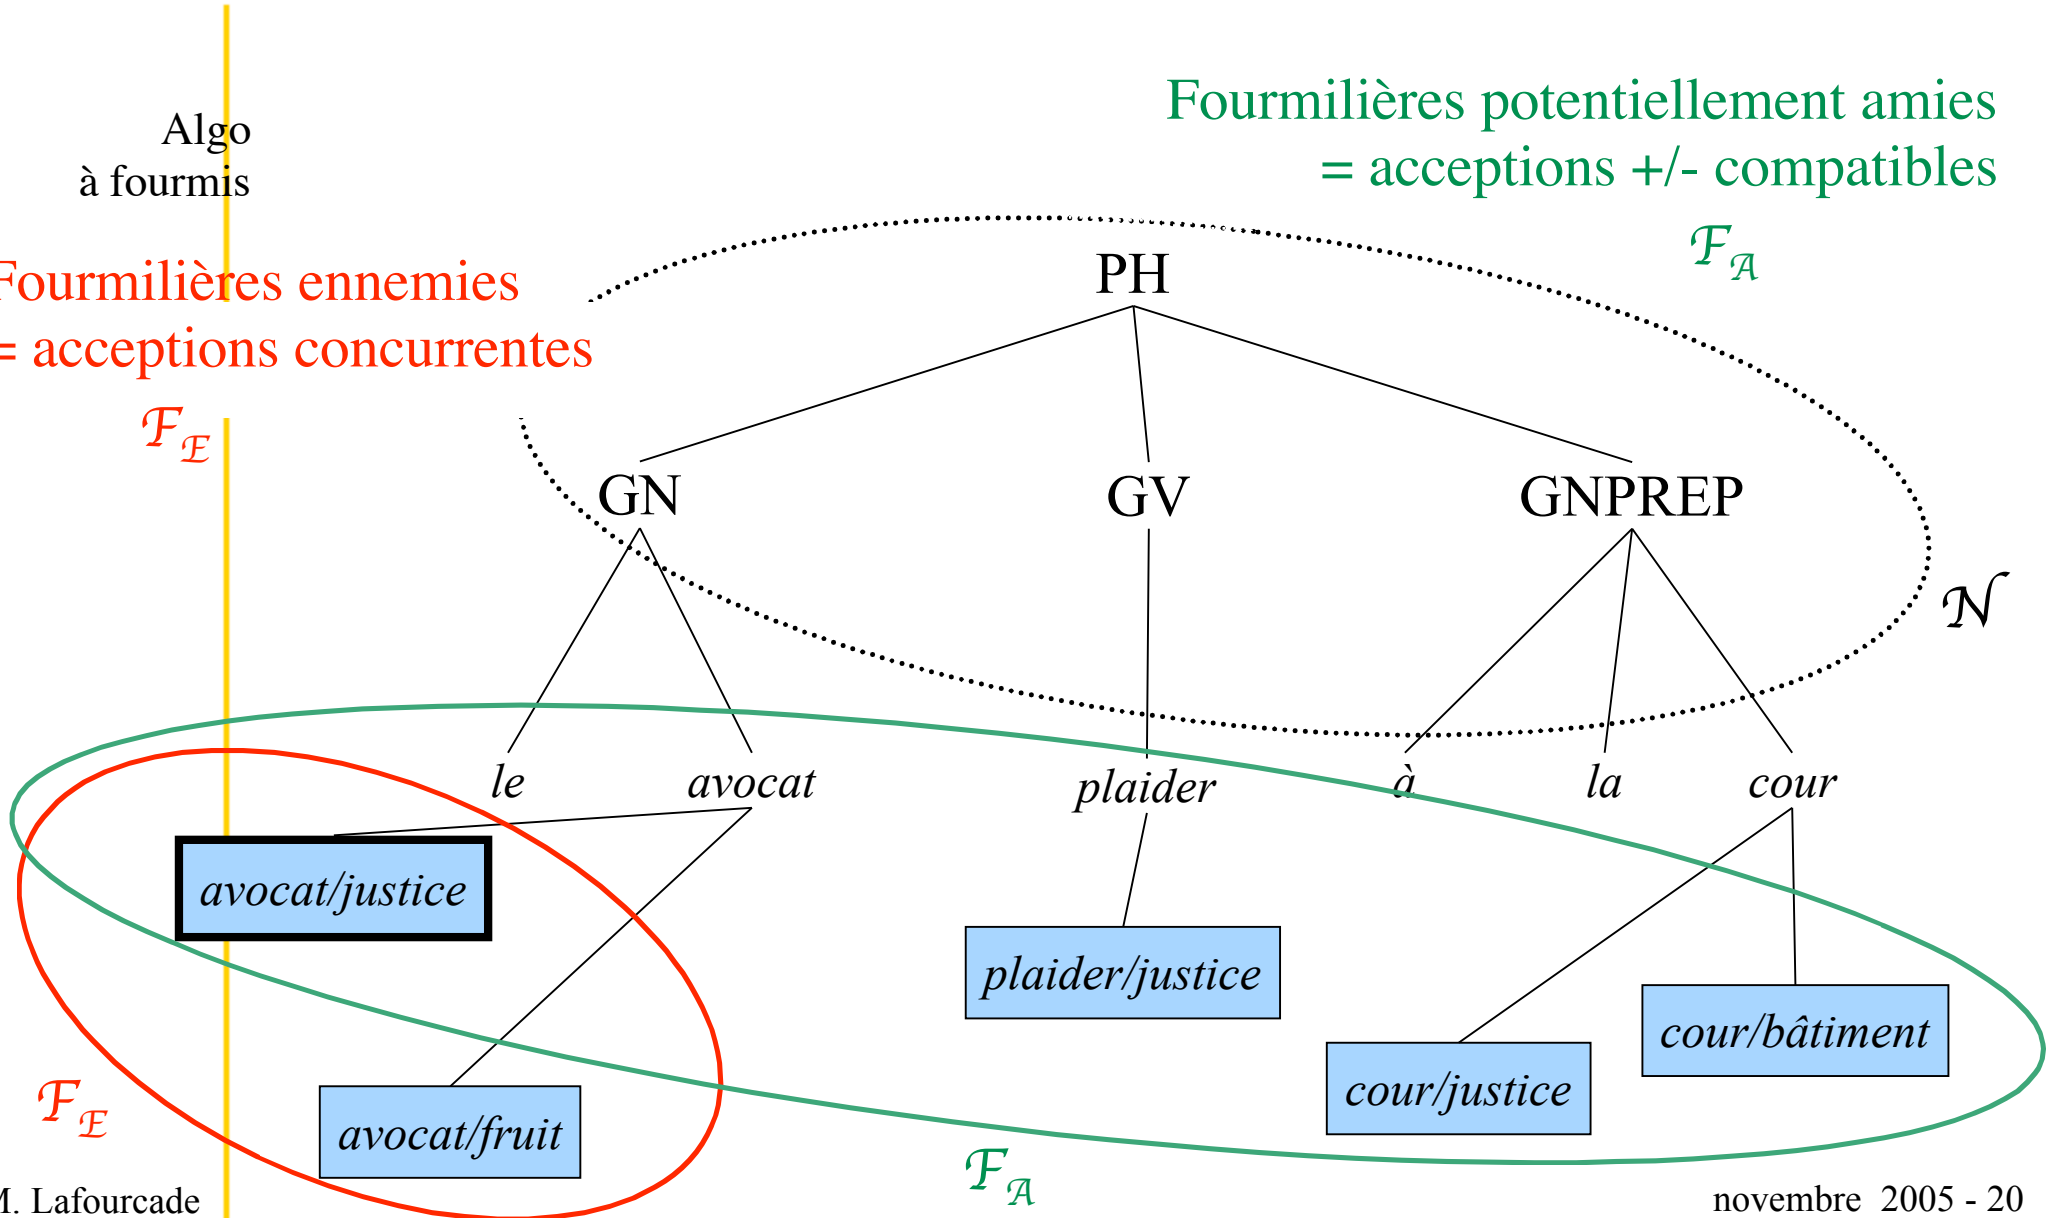 Algo
à fourmis
Fourmilières potentiellement amies
= acceptions +/- compatibles
ℱ𝒜
Fourmilières ennemies
= acceptions concurrentes
ℱℰ
PH
GN GV GNPREP
𝒩
le avocat plaider à la cour
avocat/justice
plaider/justice
cour/bâtiment
cour/justice
avocat/fruit
ℱℰ
ℱ𝒜
M. Lafourcade
novembre 2005 - 20